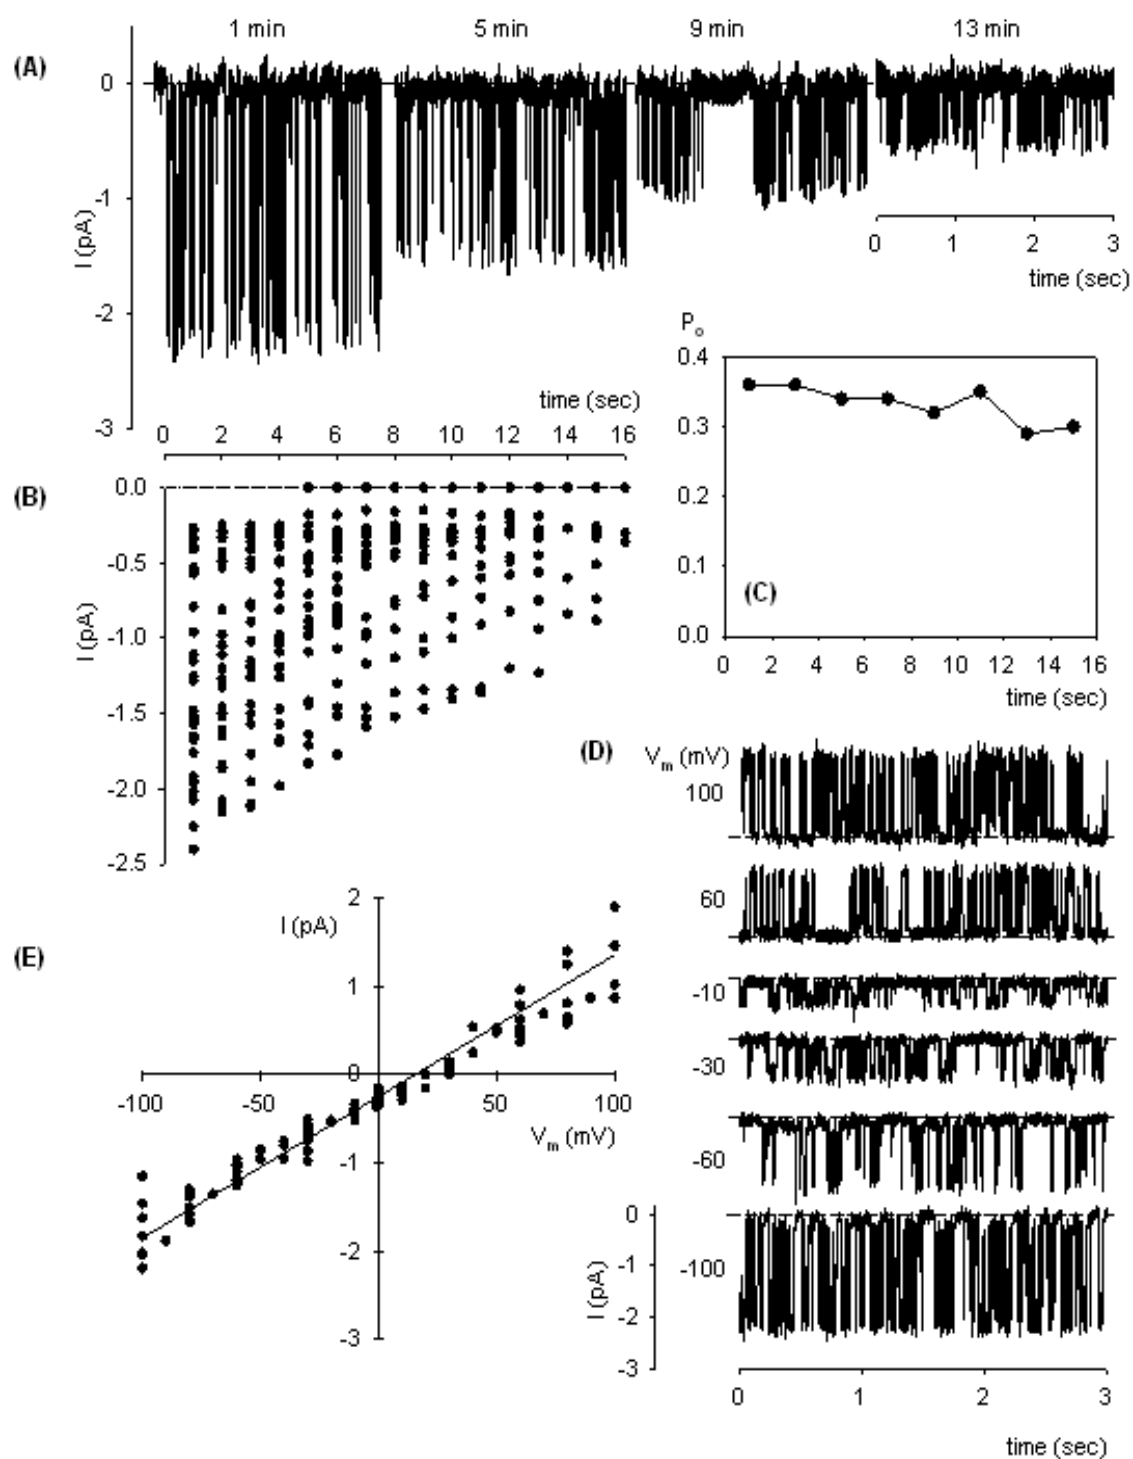 1 min 5 min 9 min 13 min
(A)
0
-1
-2
-3
I (pA)
0 1 2 3
time (sec)
time (sec)
0 2 4 6 8 10 12 14 16
(B)
0.0
-0.5
-1.0
-1.5
-2.0
-2.5
I (pA)
Pₒ
0.4
0.3
0.2
0.1
0.0
(C)
0 2 4 6 8 10 12 14 16
time (sec)
(D)
Vₘ (mV)
100
60
-10
-30
-60
-100
0
-1
-2
-3
I (pA)
0 1 2 3
time (sec)
(E)
I (pA)
2
1
0
-1
-2
-3
-100 -50 50 100
Vₘ (mV)